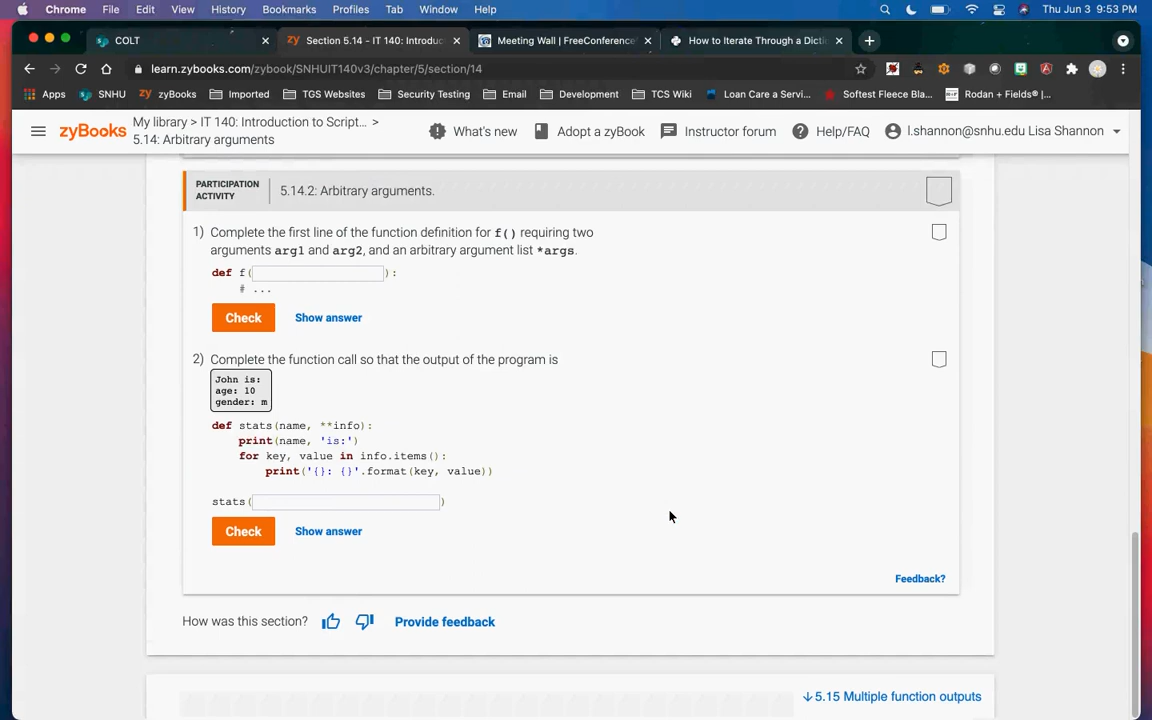 Chrome File Edit View History Bookmarks Profiles Tab Window Help Thu Jun 3 9:53 PM
COLT
Section 5.14 - IT 140: Introduc
Meeting Wall | FreeConference
How to Iterate Through a Dictio
learn.zybooks.com/zybook/SNHUIT140v3/chapter/5/section/14
Apps SNHU zyBooks Imported TGS Websites Security Testing Email Development TCS Wiki Loan Care a Servi... Softest Fleece Bla... Rodan + Fields® |...
zyBooks
My library > IT 140: Introduction to Script... >
5.14: Arbitrary arguments
What's new Adopt a zyBook Instructor forum Help/FAQ l.shannon@snhu.edu Lisa Shannon
PARTICIPATION
ACTIVITY
5.14.2: Arbitrary arguments.
1) Complete the first line of the function definition for f() requiring two
arguments arg1 and arg2, and an arbitrary argument list *args.
def f( ):
# ...
Check Show answer
2) Complete the function call so that the output of the program is
John is:
age: 10
gender: m
def stats(name, **info):
print(name, 'is:')
for key, value in info.items():
print('{}: {}'.format(key, value))
stats( )
Check Show answer
Feedback?
How was this section? Provide feedback
↓ 5.15 Multiple function outputs